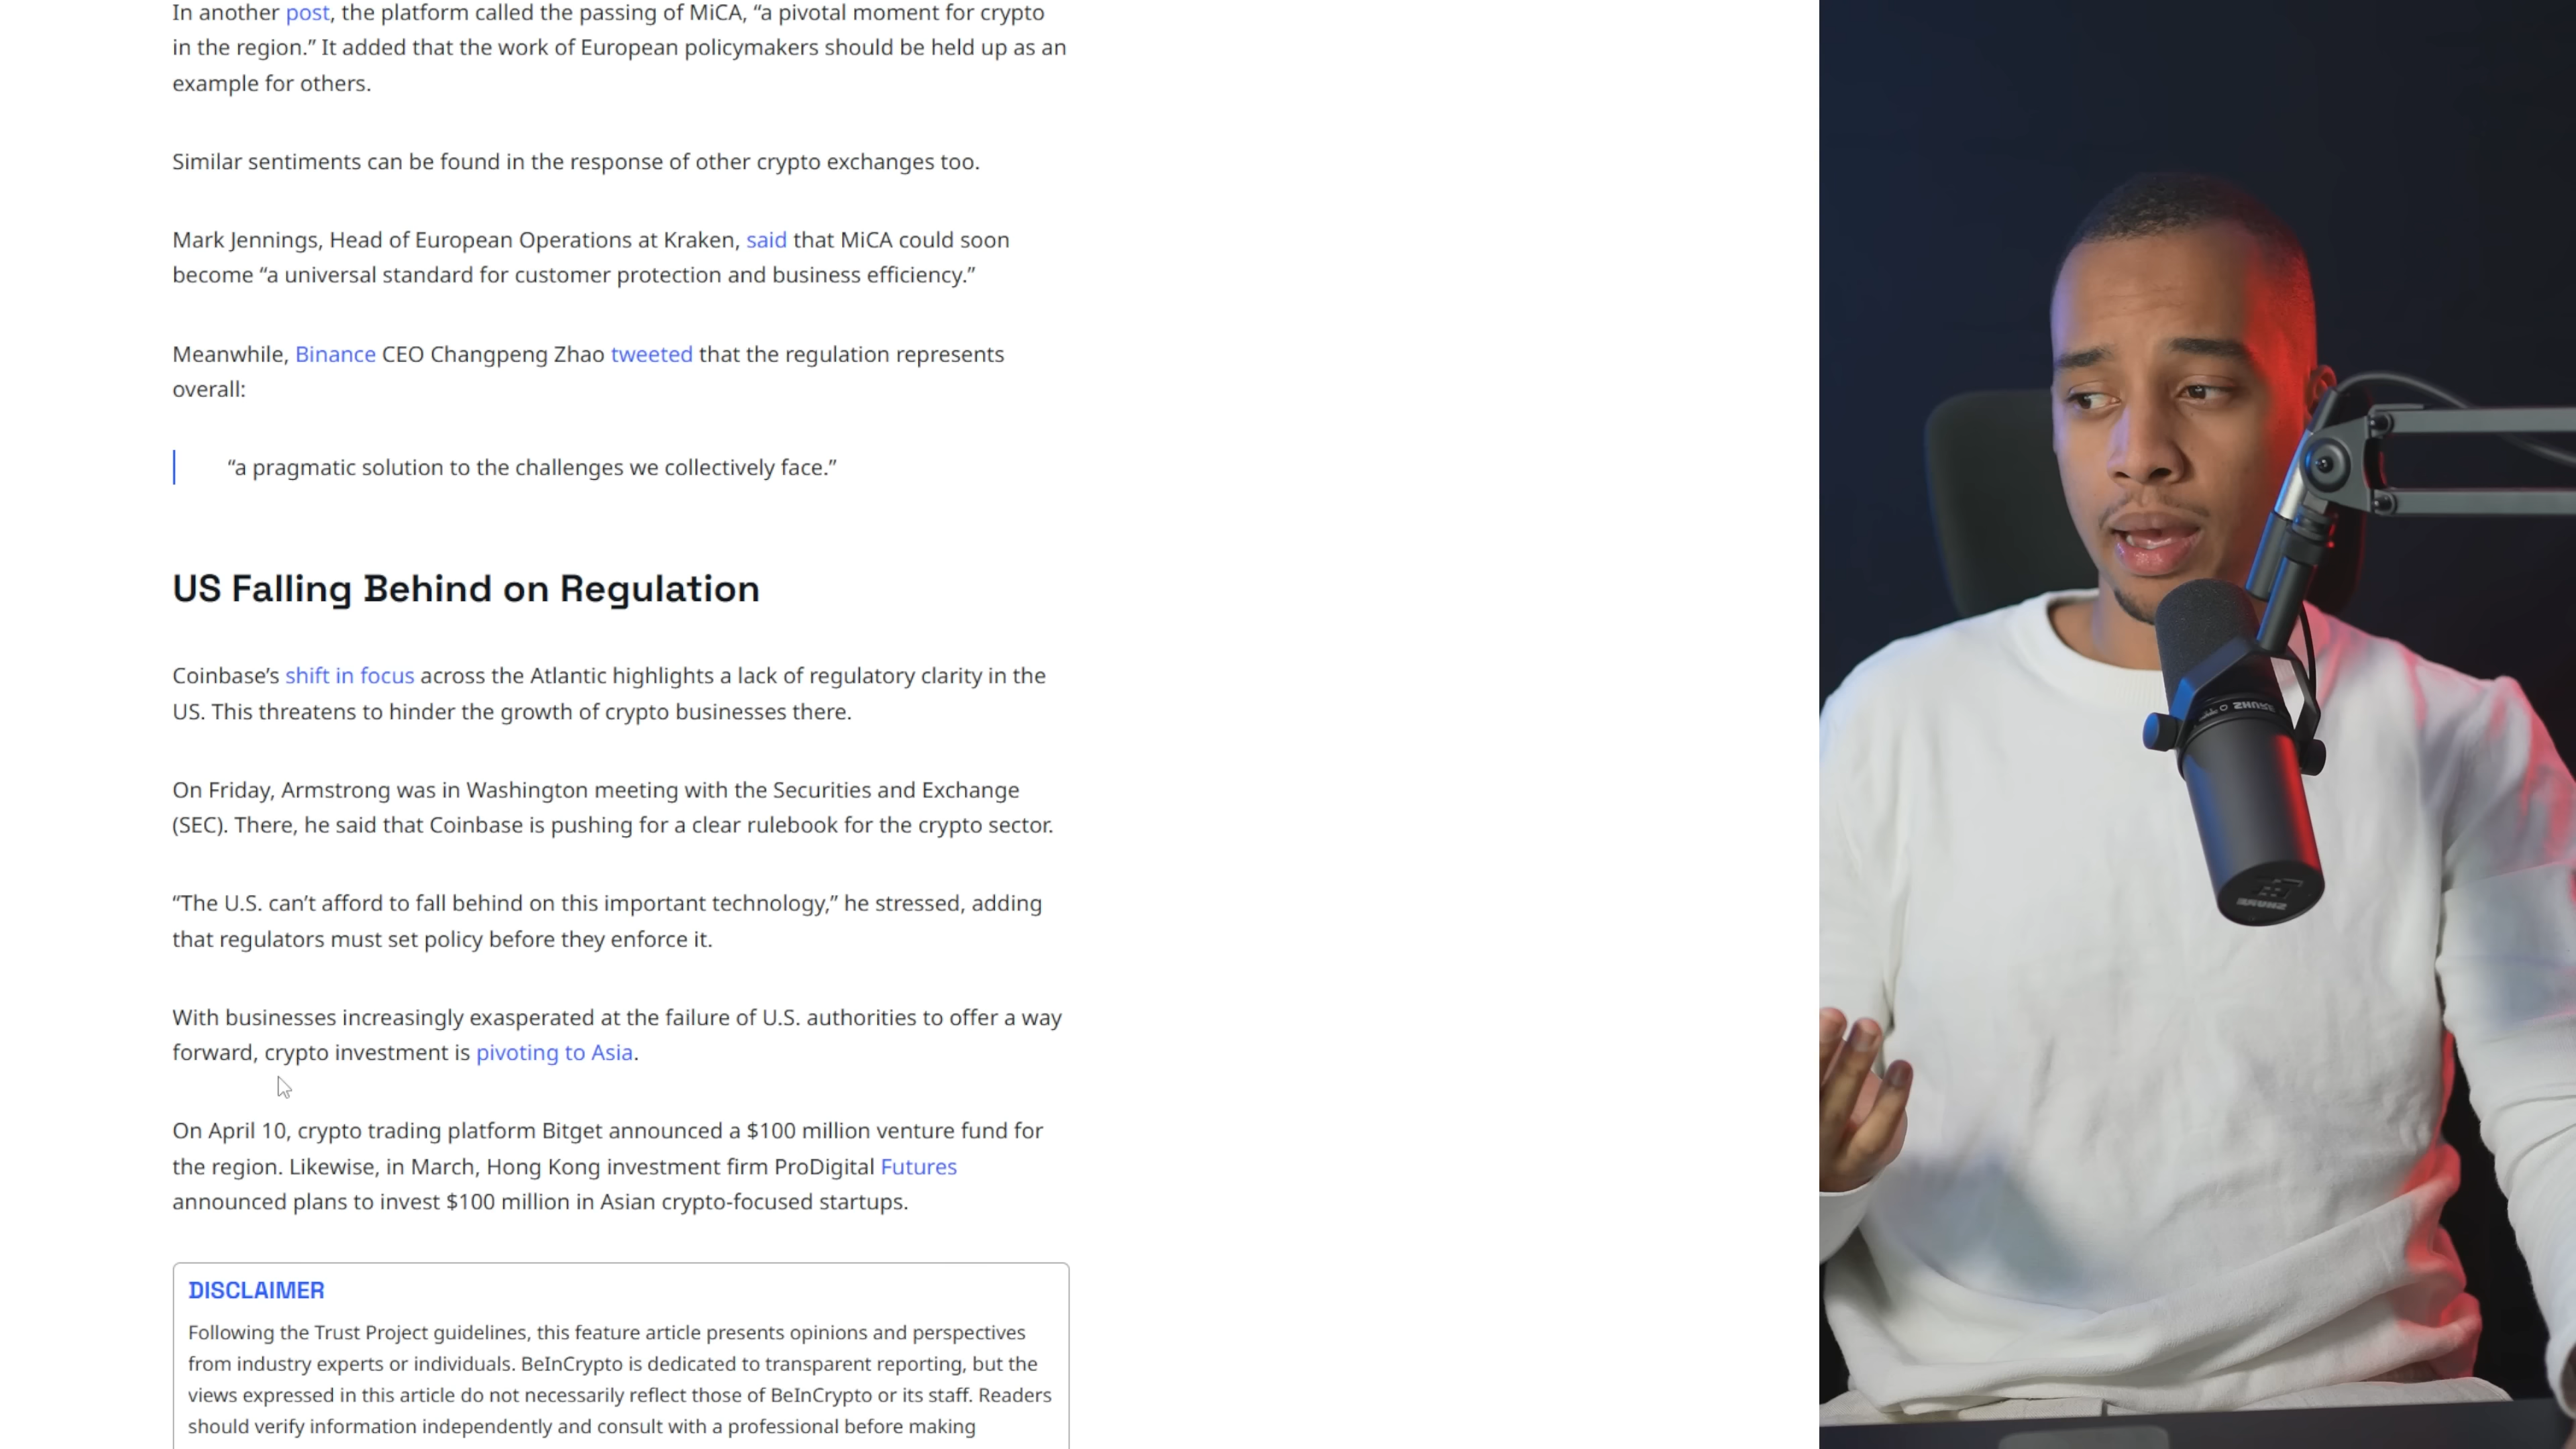 In another post, the platform called the passing of MiCA, “a pivotal moment for crypto
in the region.” It added that the work of European policymakers should be held up as an
example for others.
Similar sentiments can be found in the response of other crypto exchanges too.
Mark Jennings, Head of European Operations at Kraken, said that MiCA could soon
become “a universal standard for customer protection and business efficiency.”
Meanwhile, Binance CEO Changpeng Zhao tweeted that the regulation represents
overall:
“a pragmatic solution to the challenges we collectively face.”
US Falling Behind on Regulation
Coinbase’s shift in focus across the Atlantic highlights a lack of regulatory clarity in the
US. This threatens to hinder the growth of crypto businesses there.
On Friday, Armstrong was in Washington meeting with the Securities and Exchange
(SEC). There, he said that Coinbase is pushing for a clear rulebook for the crypto sector.
“The U.S. can’t afford to fall behind on this important technology,” he stressed, adding
that regulators must set policy before they enforce it.
With businesses increasingly exasperated at the failure of U.S. authorities to offer a way
forward, crypto investment is pivoting to Asia.
On April 10, crypto trading platform Bitget announced a $100 million venture fund for
the region. Likewise, in March, Hong Kong investment firm ProDigital Futures
announced plans to invest $100 million in Asian crypto-focused startups.
DISCLAIMER
Following the Trust Project guidelines, this feature article presents opinions and perspectives
from industry experts or individuals. BeInCrypto is dedicated to transparent reporting, but the
views expressed in this article do not necessarily reflect those of BeInCrypto or its staff. Readers
should verify information independently and consult with a professional before making
SHURE
SHURE